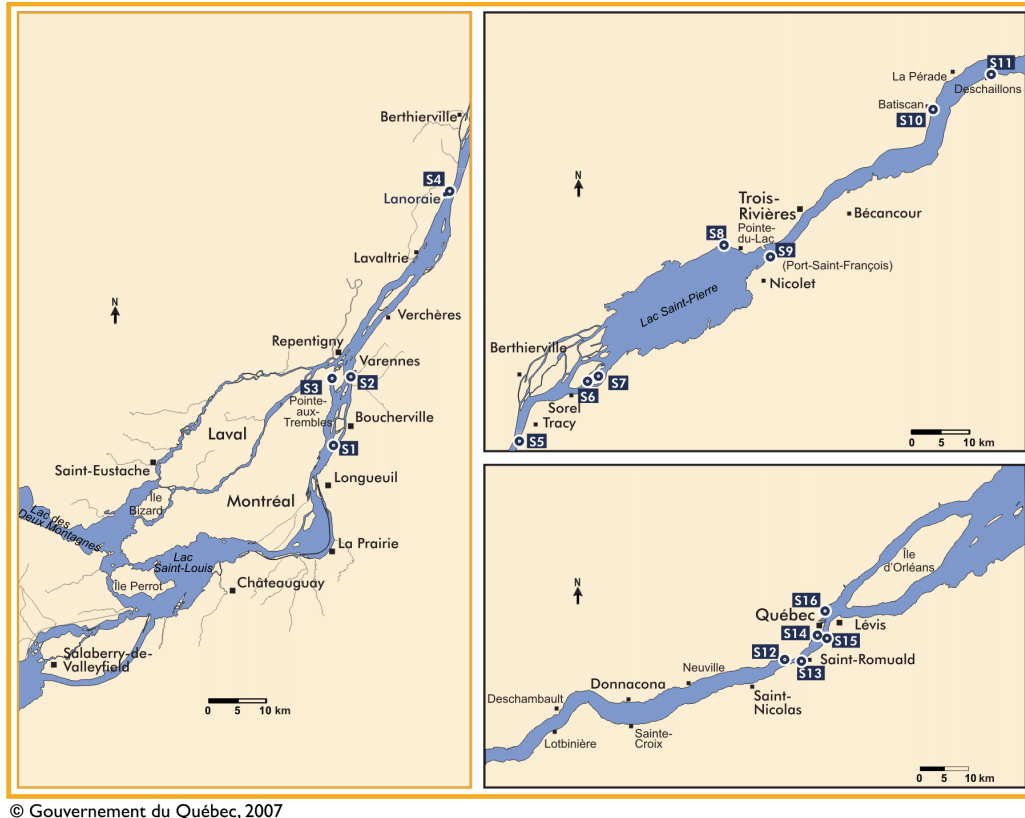 Berthierville
S4
Lanoraie
Lavaltrie
N
Verchères
Repentigny
Varennes
S3
S2
Pointe-
aux-
Trembles
Boucherville
Laval
S1
Saint-Eustache
Longueuil
Île
Bizard
Montréal
Lac des
Deux Montagnes
Lac
Saint-Louis
La Prairie
Île Perrot
Châteauguay
Salaberry-de-
Valleyfield
0 5 10 km
S11
La Pérade
Deschaillons
Batiscan
S10
N
Trois-
Rivières
Bécancour
S8
Pointe-
du-Lac
S9
(Port-Saint-François)
Nicolet
Lac Saint-Pierre
Berthierville
S7
S6
Sorel
Tracy
S5
0 5 10 km
Île
d'Orléans
N
S16
Québec
Lévis
S14
S15
S12
Saint-Romuald
S13
Neuville
Donnacona
Saint-
Nicolas
Deschambault
Sainte-
Croix
Lotbinière
0 5 10 km
© Gouvernement du Québec, 2007